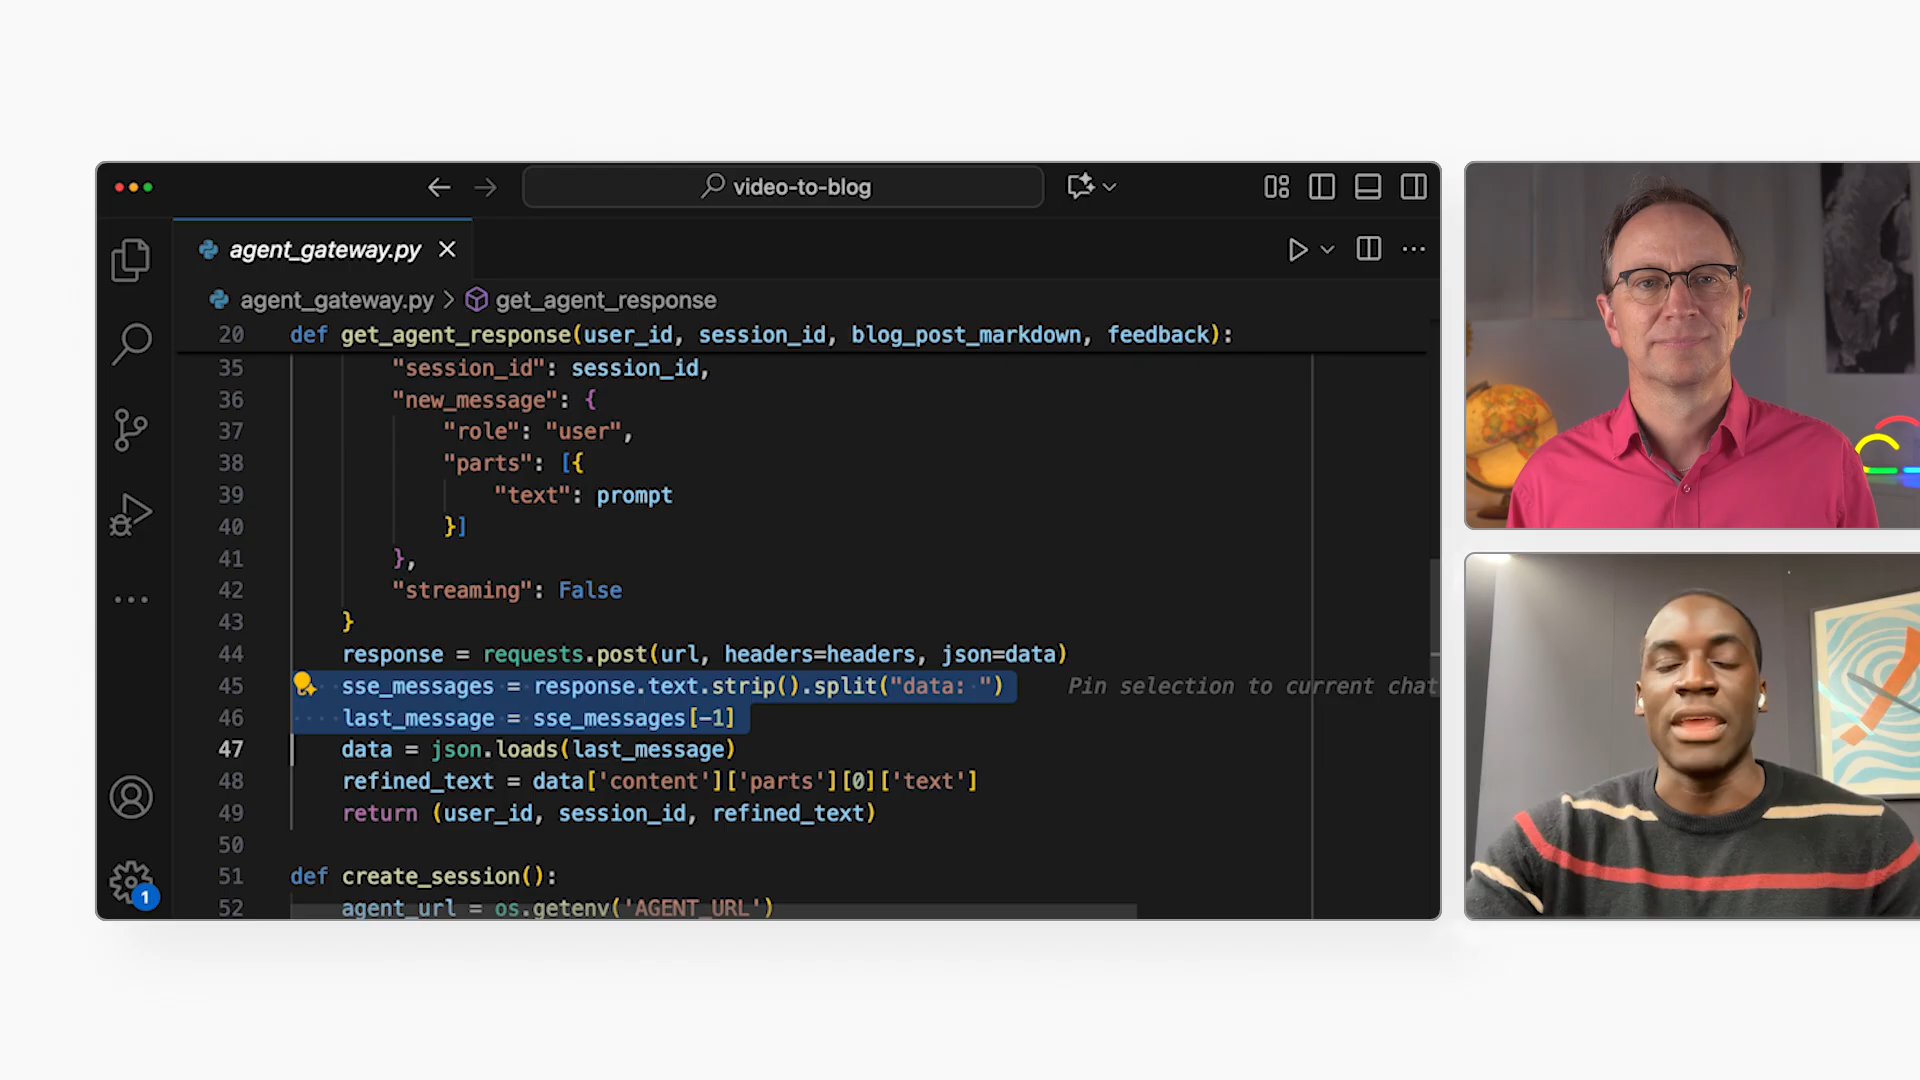 video-to-blog
agent_gateway.py
agent_gateway.py > get_agent_response
20 def get_agent_response(user_id, session_id, blog_post_markdown, feedback):
35 "session_id": session_id,
36 "new_message": {
37 "role": "user",
38 "parts": [{
39 "text": prompt
40 }]
41 },
42 "streaming": False
43 }
44 response = requests.post(url, headers=headers, json=data)
45 sse_messages = response.text.strip().split("data: ") Pin selection to current chat
46 last_message = sse_messages[-1]
47 data = json.loads(last_message)
48 refined_text = data['content']['parts'][0]['text']
49 return (user_id, session_id, refined_text)
50
51 def create_session():
52 agent_url = os.getenv('AGENT_URL')
1